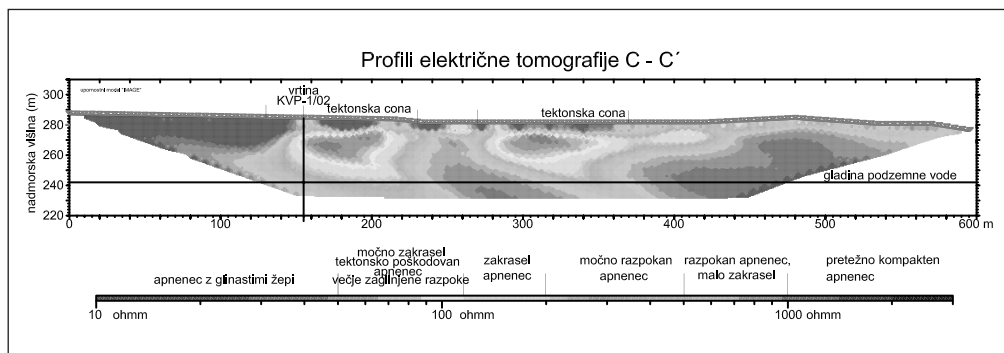 Profili električne tomografije C - C´
upornostni model "IMAGE"
vrtina
KVP-1/02
tektonska cona
tektonska cona
nadmorska višina (m)
300
280
260
240
220
gladina podzemne vode
0
100
200
300
400
500
600 m
apnenec z glinastimi žepi
močno zakrasel
apnenec
tektonsko poškodovan
večje zaglinjene razpoke
zakrasel
apnenec
močno razpokan
apnenec
razpokan apnenec,
malo zakrasel
pretežno kompakten
apnenec
10 ohmm
100 ohmm
1000 ohmm